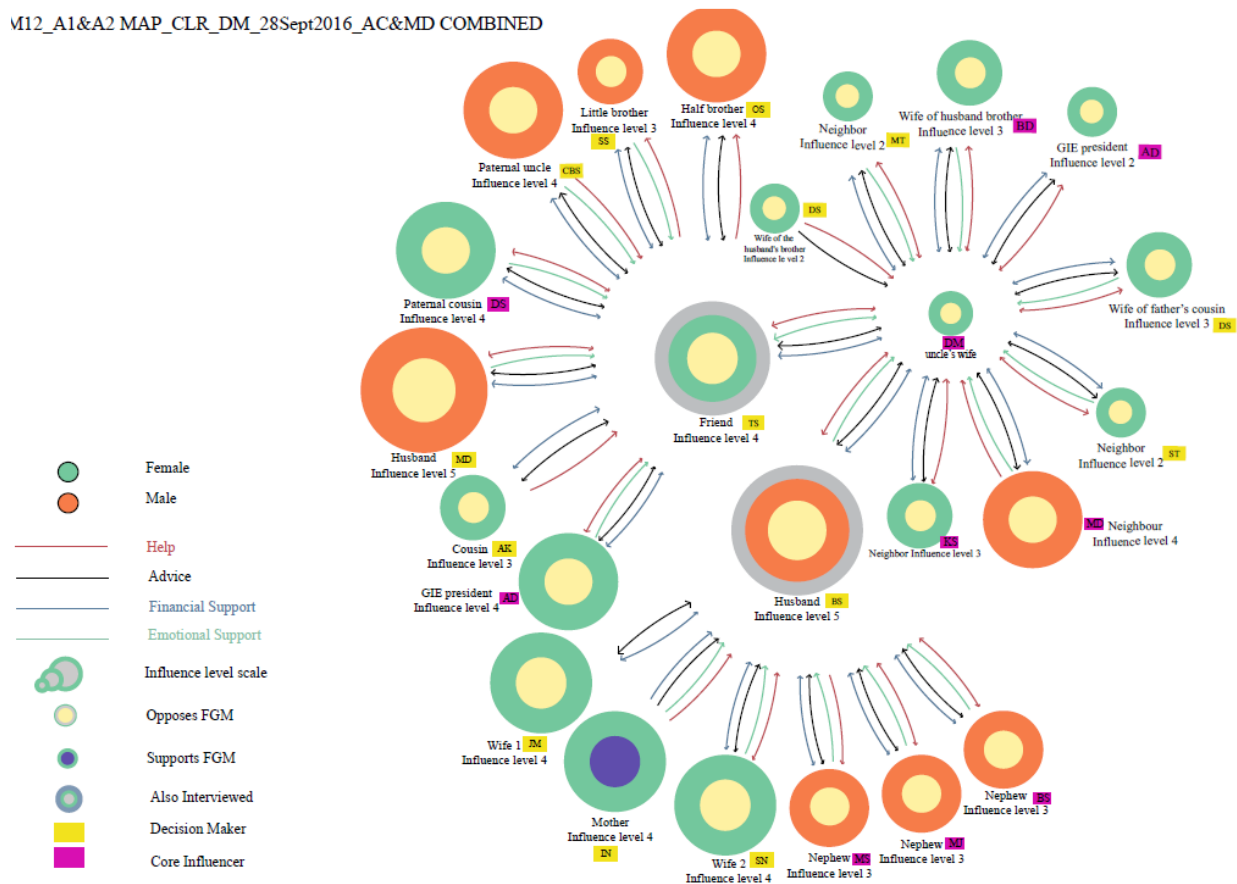 M12_A1&A2 MAP_CLR_DM_28Sept2016_AC&MD COMBINED
Half brother OS
Influence level 4
Little brother
Influence level 3
SS
Paternal uncle CBS
Influence level 4
Neighbor
Influence level 2 MT
Wife of husband brother
Influence level 3 BD
GIE president AD
Influence level 2
DS
Wife of the
husband's brother
Influence le vel 2
Paternal cousin DS
Influence level 4
Wife of father's cousin
Influence level 3 DS
DM
uncle's wife
Friend TS
Influence level 4
Husband MD
Influence level 5
Neighbor
Influence level 2 ST
Cousin AK
Influence level 3
KS
Neighbor Influence level 3
MD Neighbour
Influence level 4
GIE president AD
Influence level 4
Husband BS
Influence level 5
Wife 1 JM
Influence level 4
Mother
Influence level 4
IN
Wife 2 SN
Influence level 4
Nephew MS
Influence level 3
Nephew MJ
Influence level 3
Nephew BS
Influence level 3
Female
Male
Help
Advice
Financial Support
Emotional Support
Influence level scale
Opposes FGM
Supports FGM
Also Interviewed
Decision Maker
Core Influencer